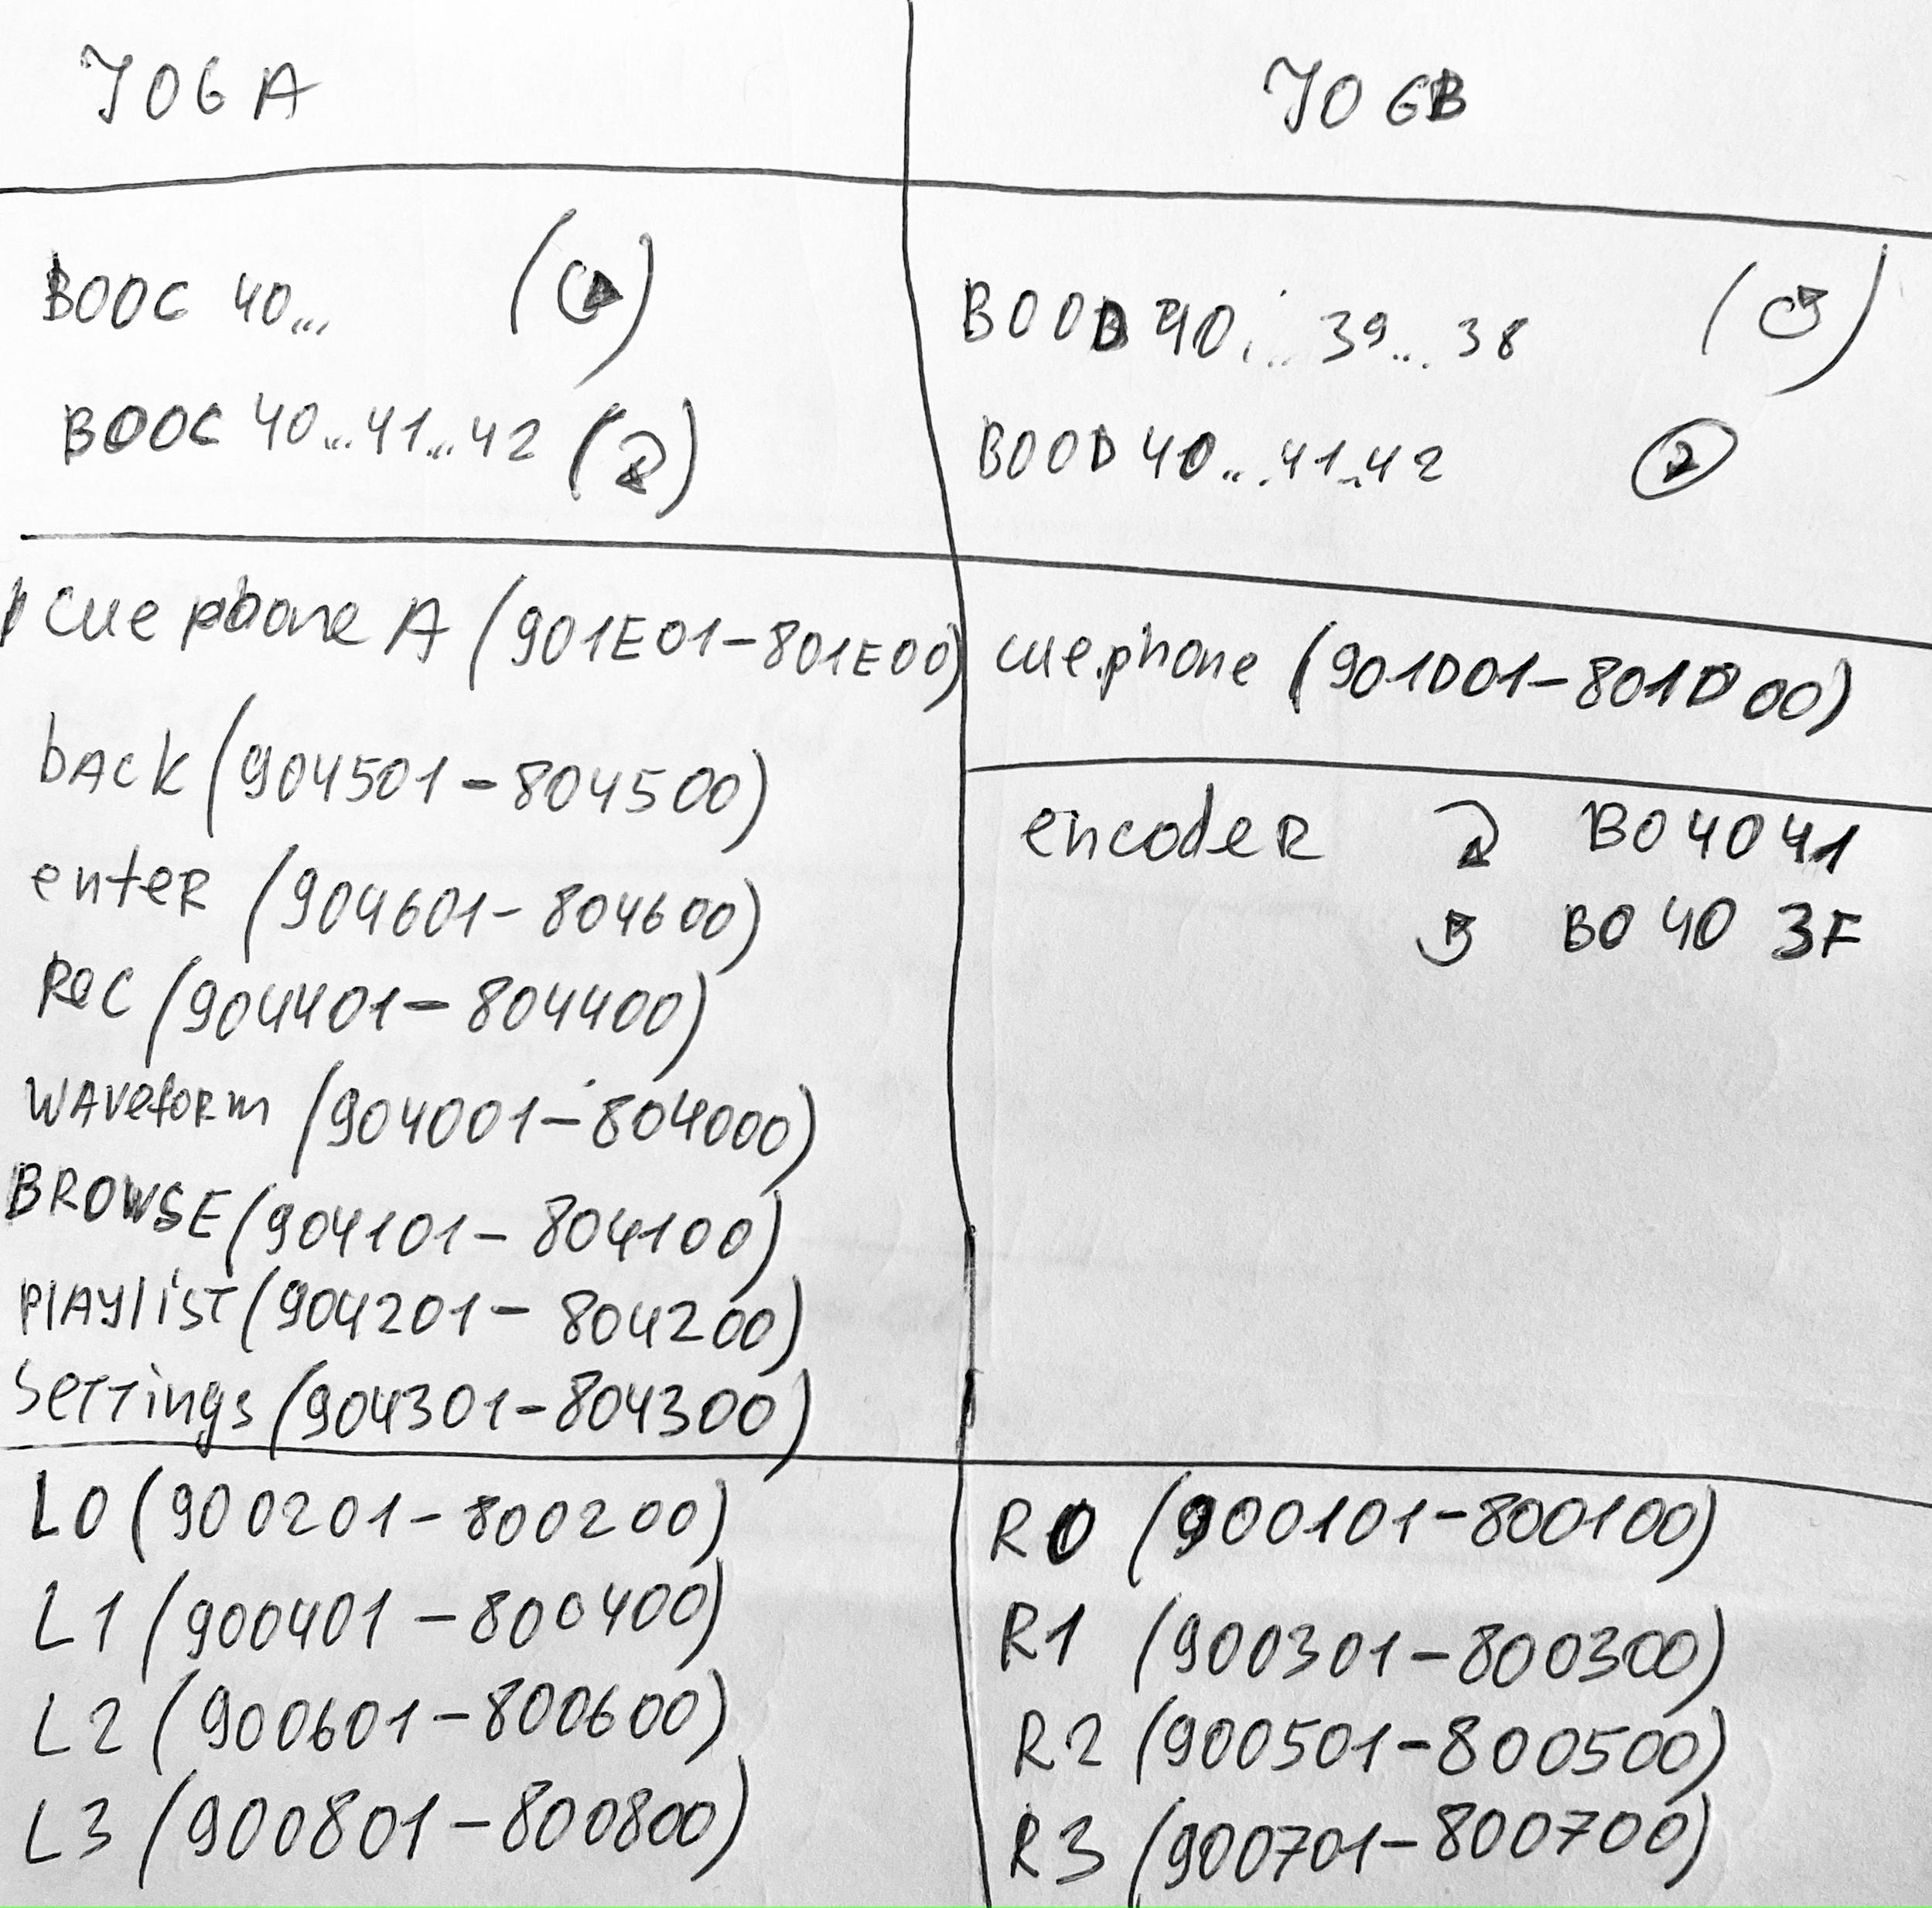 JOG A
JOG B
B00C 40...
B00C 40...41...42
B00D 40...39...38
B00D 40...41...42
cue phone A (901E01-801E00)
back (904501-804500)
enter (904601-804600)
Rec (904401-804400)
Waveform (904001-804000)
BROWSE (904101-804100)
Playlist (904201-804200)
Settings (904301-804300)
cue phone (901D01-801D00)
encoder B04041
B0 40 3F
L0 (900201-800200)
L1 (900401-800400)
L2 (900601-800600)
L3 (900801-800800)
R0 (900101-800100)
R1 (900301-800300)
R2 (900501-800500)
R3 (900701-800700)